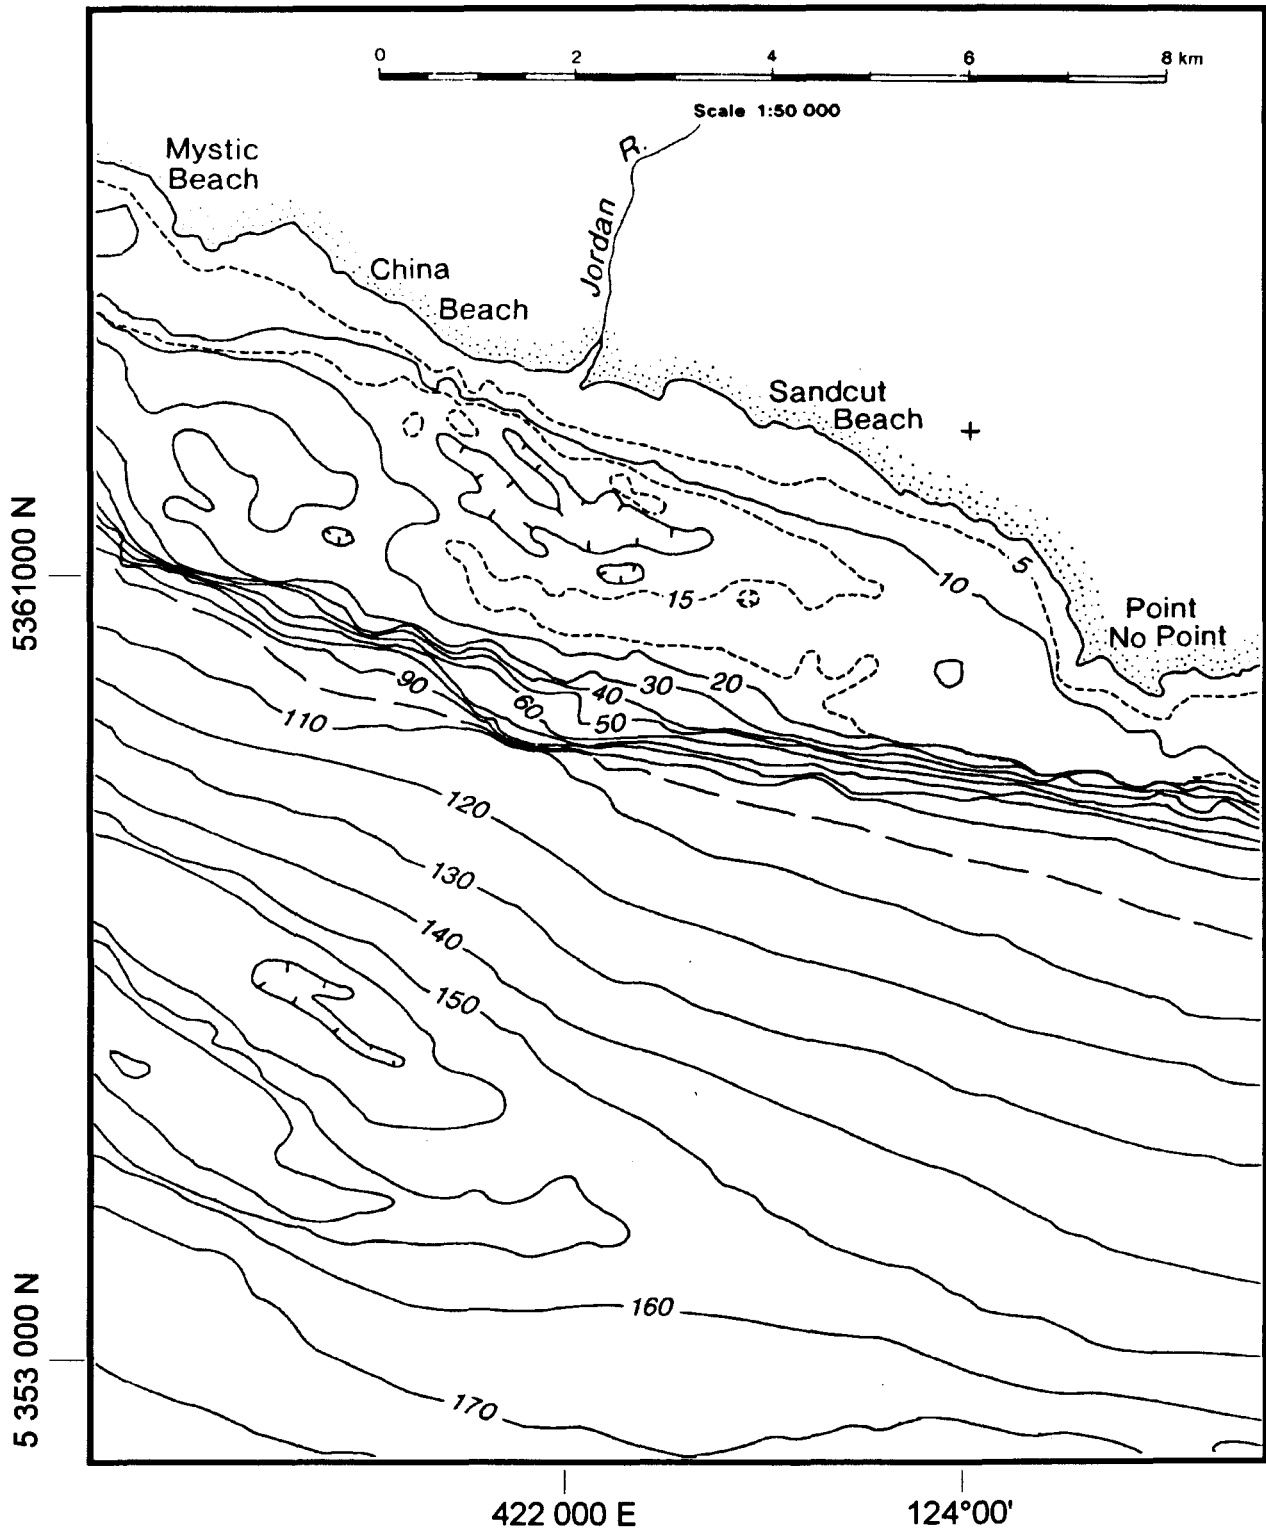 0 2 4 6 8 km
Scale 1:50 000
Mystic
Beach
R.
Jordan
China
Beach
Sandcut
Beach
5361000 N
5
10
15
Point
No Point
20
30
40
50
60
90
110
120
130
140
150
160
170
5 353 000 N
422 000 E
124°00'